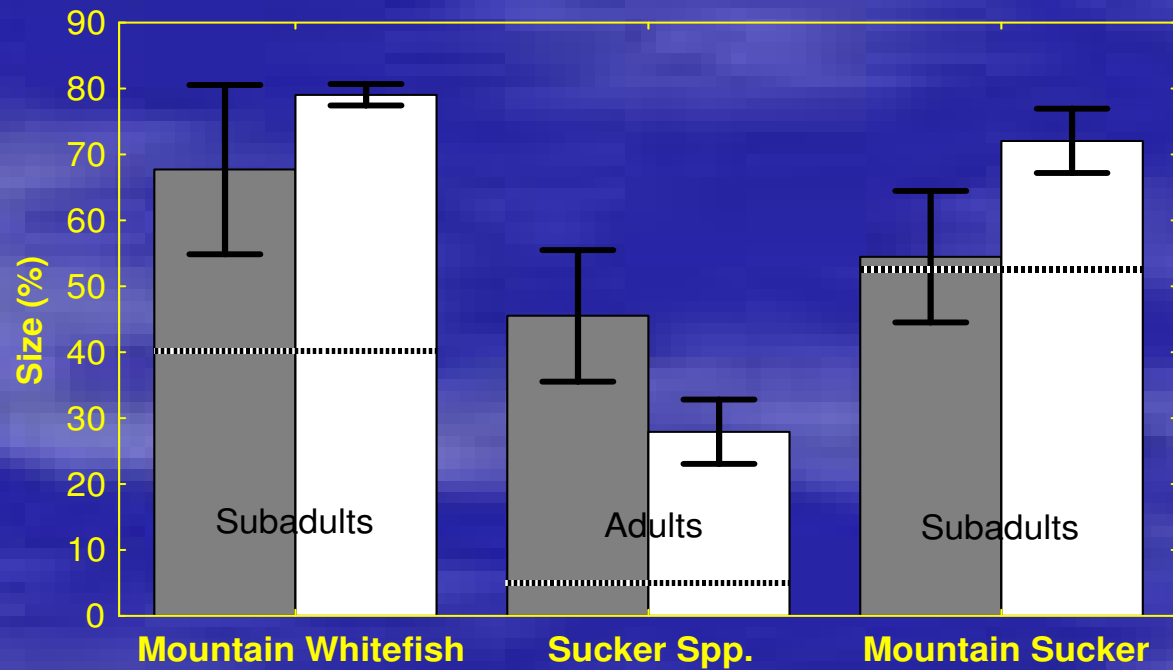 90
80
70
60
50
40
30
20
10
0
Size (%)
Subadults
Adults
Subadults
Mountain Whitefish
Sucker Spp.
Mountain Sucker